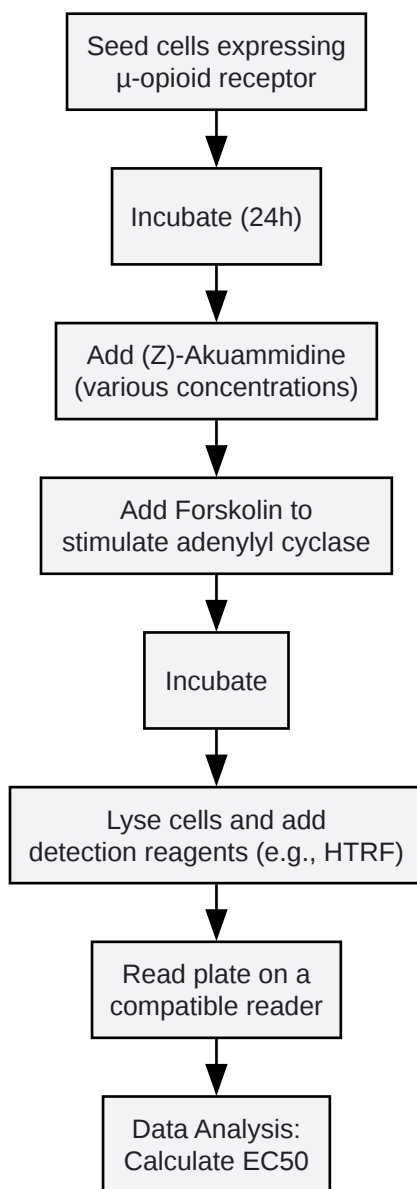 Seed cells expressing
µ-opioid receptor
Incubate (24h)
Add (Z)-Akuammidine
(various concentrations)
Add Forskolin to
stimulate adenylyl cyclase
Incubate
Lyse cells and add
detection reagents (e.g., HTRF)
Read plate on a
compatible reader
Data Analysis:
Calculate EC50